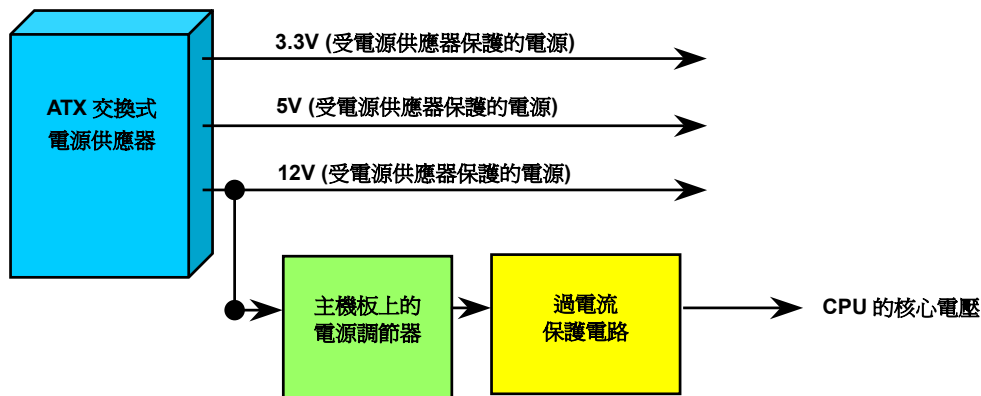 3.3V (受電源供應器保護的電源)
ATX 交換式
電源供應器
5V (受電源供應器保護的電源)
12V (受電源供應器保護的電源)
主機板上的
電源調節器
過電流
保護電路
CPU 的核心電壓